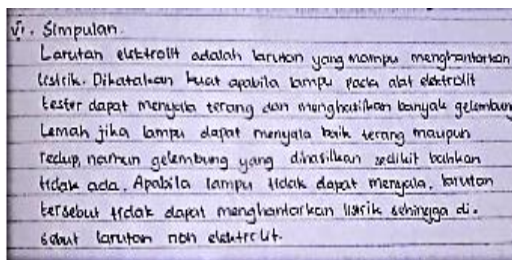 VI. Simpulan.
Larutan elektrolit adalah larutan yang mampu menghantarkan
listrik. Dikatakan kuat apabila lampu pada alat elektrolit
tester dapat menyala terang dan menghasilkan banyak gelembung
Lemah jika lampu dapat menyala baik terang maupun
redup, namun gelembung yang dihasilkan sedikit bahkan
tidak ada. Apabila lampu tidak dapat menyala, larutan
tersebut tidak dapat menghantarkan listrik sehingga di-
sebut larutan non elektrolit.